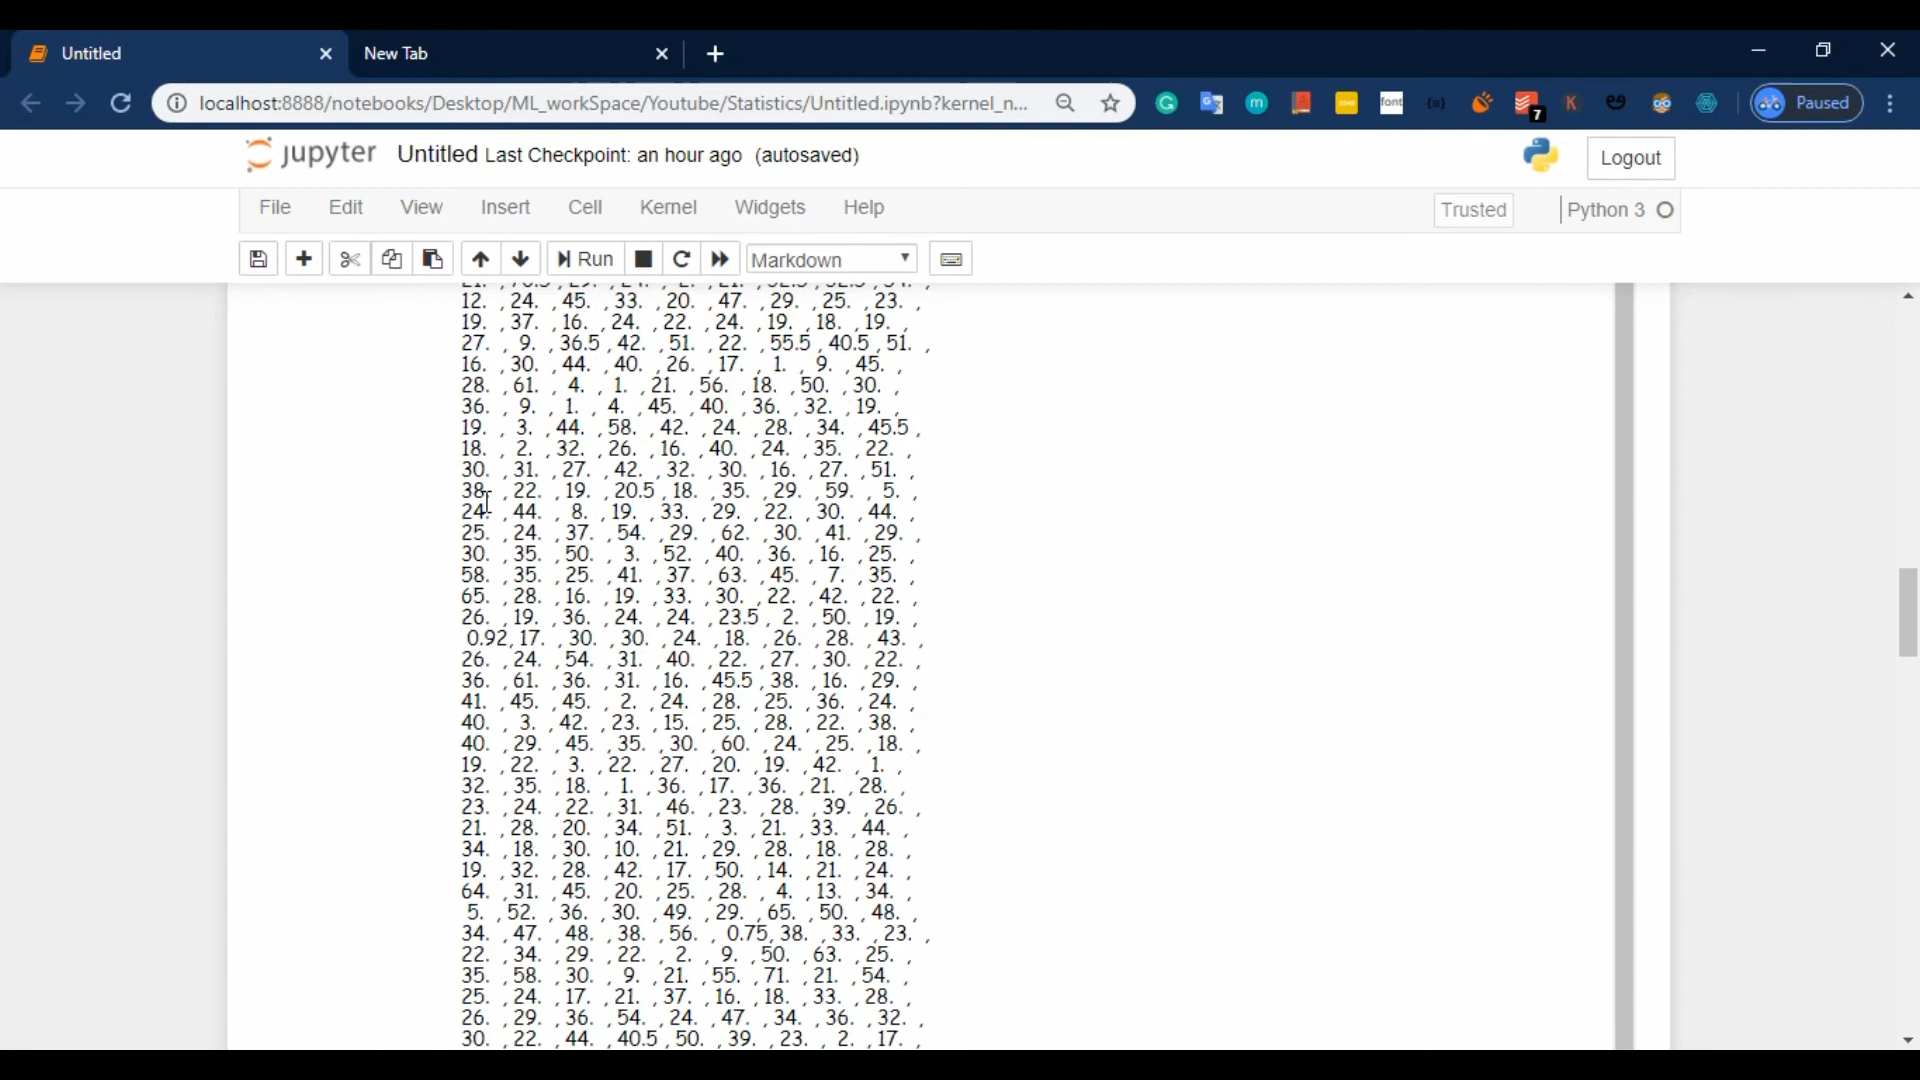 Untitled
New Tab
localhost:8888/notebooks/Desktop/ML_workSpace/Youtube/Statistics/Untitled.ipynb?kernel_n...
font
7
K
Paused
jupyter Untitled Last Checkpoint: an hour ago (autosaved)
Logout
File Edit View Insert Cell Kernel Widgets Help
Trusted
Python 3
Run
Markdown
12. , 24. , 45. , 33. , 20. , 47. , 29. , 25. , 23. ,
19. , 37. , 16. , 24. , 22. , 24. , 19. , 18. , 19. ,
27. , 9. , 36.5 , 42. , 51. , 22. , 55.5 , 40.5 , 51. ,
16. , 30. , 44. , 40. , 26. , 17. , 1. , 9. , 45. ,
28. , 61. , 4. , 1. , 21. , 56. , 18. , 50. , 30. ,
36. , 9. , 1. , 4. , 45. , 40. , 36. , 32. , 19. ,
19. , 3. , 44. , 58. , 42. , 24. , 28. , 34. , 45.5 ,
18. , 2. , 32. , 26. , 16. , 40. , 24. , 35. , 22. ,
30. , 31. , 27. , 42. , 32. , 30. , 16. , 27. , 51. ,
38. , 22. , 19. , 20.5 , 18. , 35. , 29. , 59. , 5. ,
24. , 44. , 8. , 19. , 33. , 29. , 22. , 30. , 44. ,
25. , 24. , 37. , 54. , 29. , 62. , 30. , 41. , 29. ,
30. , 35. , 50. , 3. , 52. , 40. , 36. , 16. , 25. ,
58. , 35. , 25. , 41. , 37. , 63. , 45. , 7. , 35. ,
65. , 28. , 16. , 19. , 33. , 30. , 22. , 42. , 22. ,
26. , 19. , 36. , 24. , 24. , 23.5 , 2. , 50. , 19. ,
0.92, 17. , 30. , 30. , 24. , 18. , 26. , 28. , 43. ,
26. , 24. , 54. , 31. , 40. , 22. , 27. , 30. , 22. ,
36. , 61. , 36. , 31. , 16. , 45.5 , 38. , 16. , 29. ,
41. , 45. , 45. , 2. , 24. , 28. , 25. , 36. , 24. ,
40. , 3. , 42. , 23. , 15. , 25. , 28. , 22. , 38. ,
40. , 29. , 45. , 35. , 30. , 60. , 24. , 25. , 18. ,
19. , 22. , 3. , 22. , 27. , 20. , 19. , 42. , 1. ,
32. , 35. , 18. , 1. , 36. , 17. , 36. , 21. , 28. ,
23. , 24. , 22. , 31. , 46. , 23. , 28. , 39. , 26. ,
21. , 28. , 20. , 34. , 51. , 3. , 21. , 33. , 44. ,
34. , 18. , 30. , 10. , 21. , 29. , 28. , 18. , 28. ,
19. , 32. , 28. , 42. , 17. , 50. , 14. , 21. , 24. ,
64. , 31. , 45. , 20. , 25. , 28. , 4. , 13. , 34. ,
5. , 52. , 36. , 30. , 49. , 29. , 65. , 50. , 48. ,
34. , 47. , 48. , 38. , 56. , 0.75, 38. , 33. , 23. ,
22. , 34. , 29. , 22. , 2. , 9. , 50. , 63. , 25. ,
35. , 58. , 30. , 9. , 21. , 55. , 71. , 21. , 54. ,
25. , 24. , 17. , 21. , 37. , 16. , 18. , 33. , 28. ,
26. , 29. , 36. , 54. , 24. , 47. , 34. , 36. , 32. ,
30. , 22. , 44. , 40.5 , 50. , 39. , 23. , 2. , 17. ,